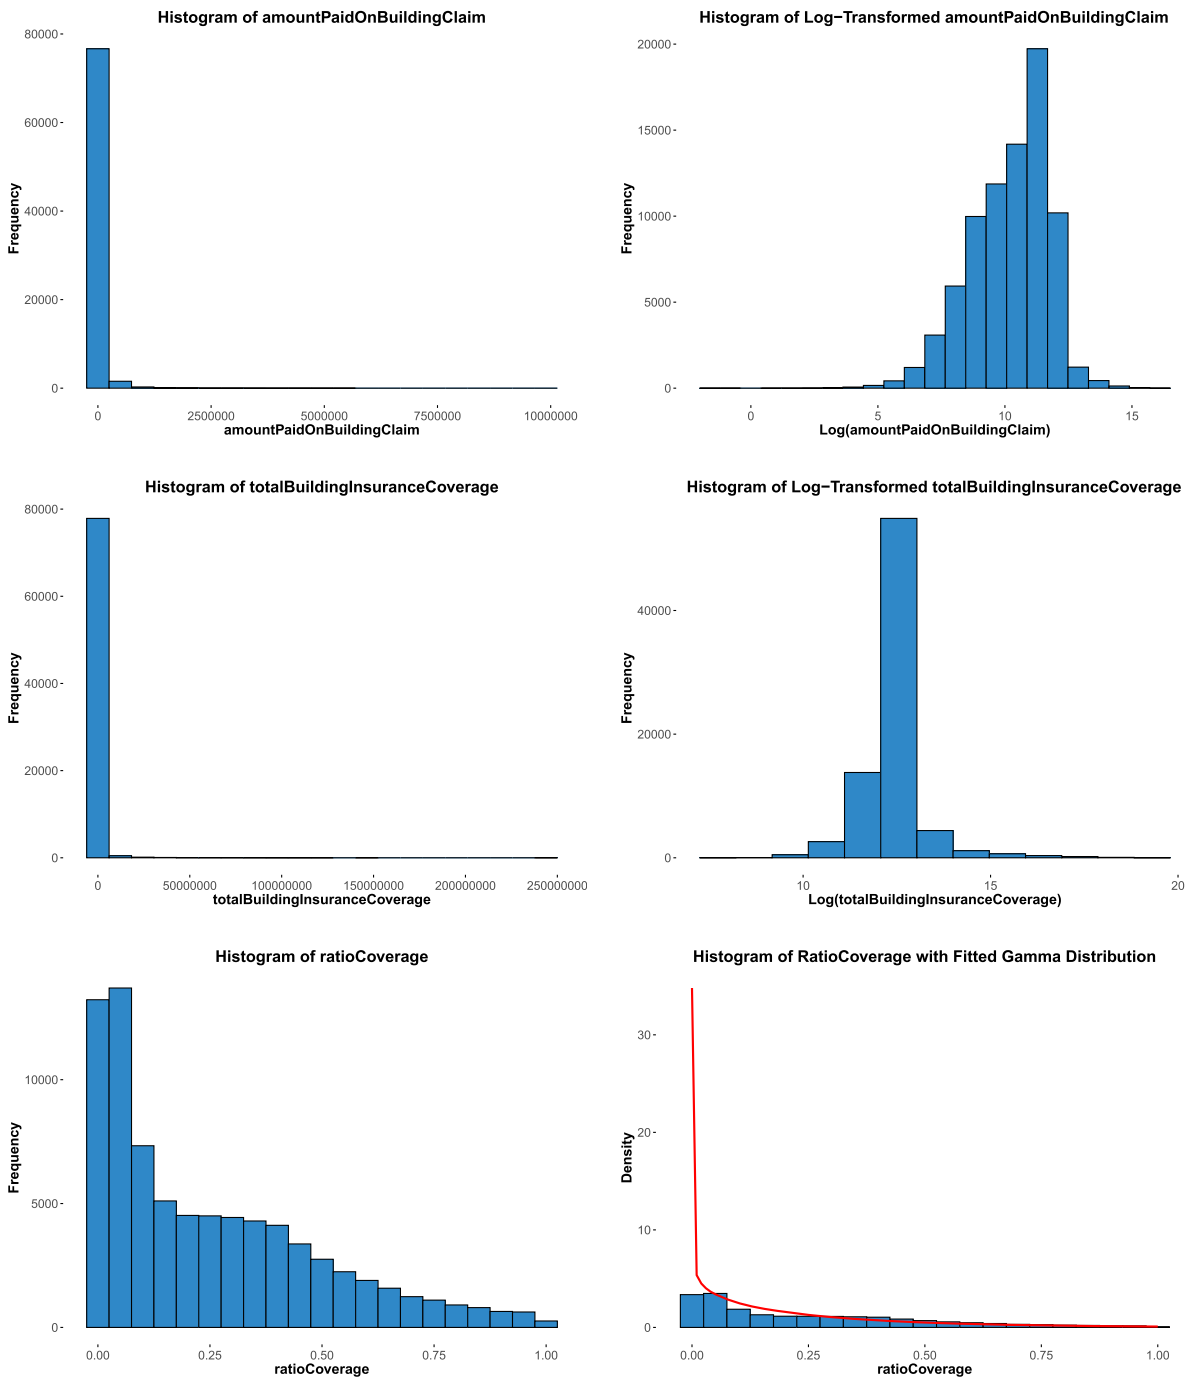 Histogram of amountPaidOnBuildingClaim
80000
60000
40000
20000
0
Frequency
0 2500000 5000000 7500000 10000000
amountPaidOnBuildingClaim
Histogram of Log−Transformed amountPaidOnBuildingClaim
20000
15000
10000
5000
0
Frequency
0 5 10 15
Log(amountPaidOnBuildingClaim)
Histogram of totalBuildingInsuranceCoverage
80000
60000
40000
20000
0
Frequency
0 50000000 100000000 150000000 200000000 250000000
totalBuildingInsuranceCoverage
Histogram of Log−Transformed totalBuildingInsuranceCoverage
40000
20000
0
Frequency
10 15 20
Log(totalBuildingInsuranceCoverage)
Histogram of ratioCoverage
10000
5000
0
Frequency
0.00 0.25 0.50 0.75 1.00
ratioCoverage
Histogram of RatioCoverage with Fitted Gamma Distribution
30
20
10
0
Density
0.00 0.25 0.50 0.75 1.00
ratioCoverage